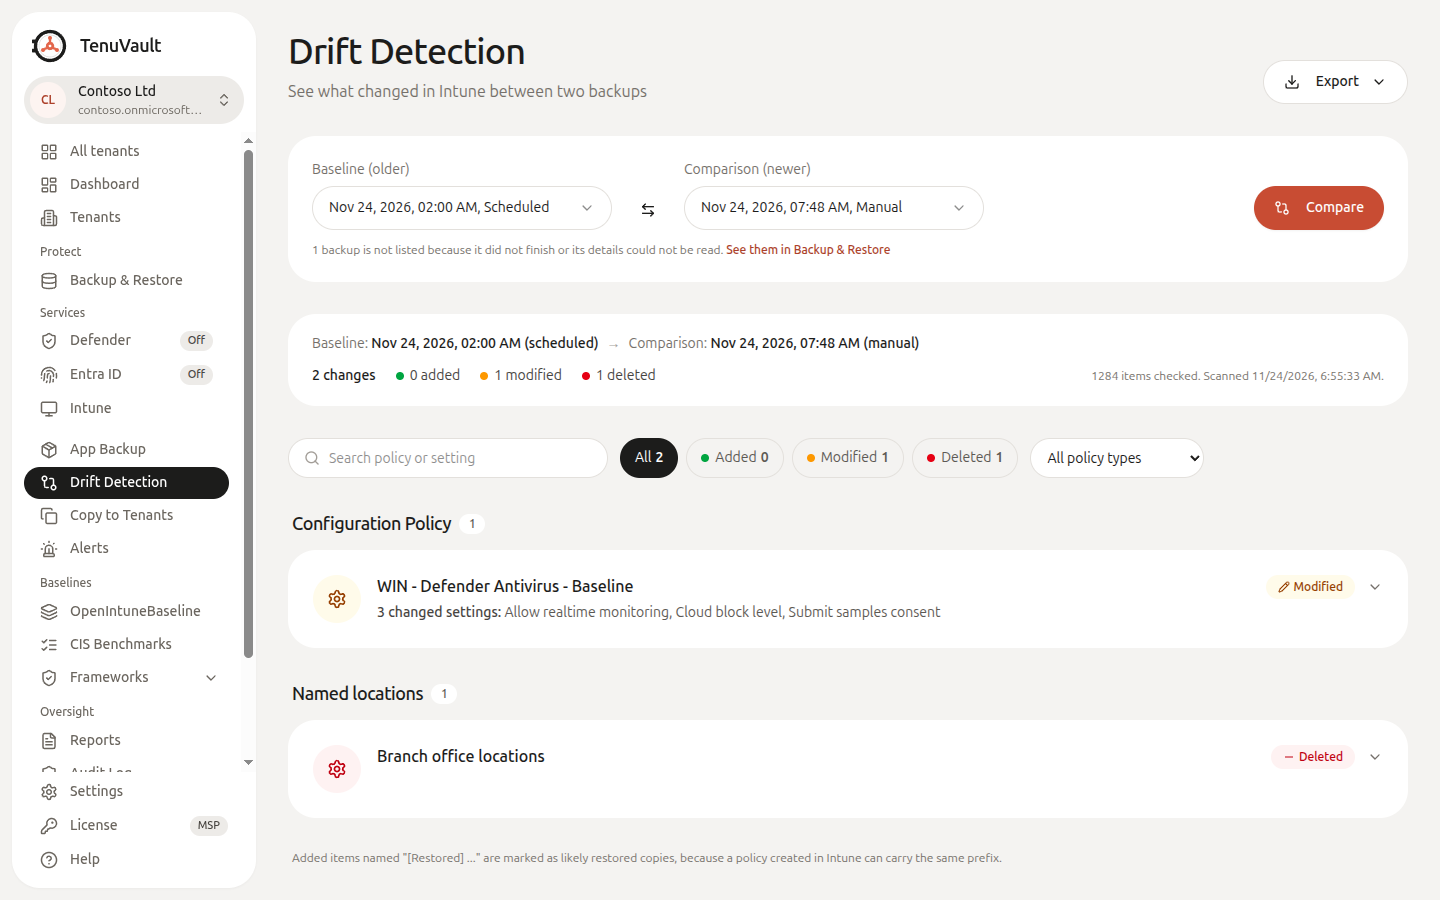 TenuVault
CL
Contoso Ltd
contoso.onmicrosoft...
All tenants
Dashboard
Tenants
Protect
Backup & Restore
Services
Defender Off
Entra ID Off
Intune
App Backup
Drift Detection
Copy to Tenants
Alerts
Baselines
OpenIntuneBaseline
CIS Benchmarks
Frameworks
Oversight
Reports
Audit Log
Settings
License MSP
Help
Drift Detection
See what changed in Intune between two backups
Export
Baseline (older)
Nov 24, 2026, 02:00 AM, Scheduled
Comparison (newer)
Nov 24, 2026, 07:48 AM, Manual
Compare
1 backup is not listed because it did not finish or its details could not be read. See them in Backup & Restore
Baseline: Nov 24, 2026, 02:00 AM (scheduled) → Comparison: Nov 24, 2026, 07:48 AM (manual)
2 changes 0 added 1 modified 1 deleted
1284 items checked. Scanned 11/24/2026, 6:55:33 AM.
Search policy or setting
All 2
Added 0
Modified 1
Deleted 1
All policy types
Configuration Policy 1
WIN - Defender Antivirus - Baseline
Modified
3 changed settings: Allow realtime monitoring, Cloud block level, Submit samples consent
Named locations 1
Branch office locations
Deleted
Added items named "[Restored] ..." are marked as likely restored copies, because a policy created in Intune can carry the same prefix.